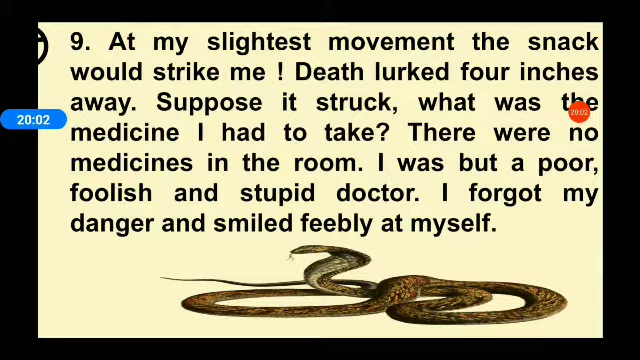 9. At my slightest movement the snack
would strike me ! Death lurked four inches
away. Suppose it struck, what was the
20:02
20:02
medicine I had to take? There were no
medicines in the room. I was but a poor,
foolish and stupid doctor. I forgot my
danger and smiled feebly at myself.